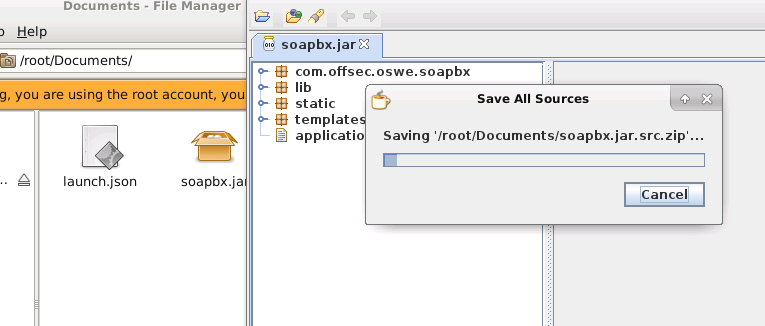 Documents - File Manager
Help
/root/Documents/
g, you are using the root account, you
...
launch.json
soapbx.jar
soapbx.jar
com.offsec.oswe.soapbx
lib
static
templates
applicatio
Save All Sources
Saving '/root/Documents/soapbx.jar.src.zip'...
Cancel